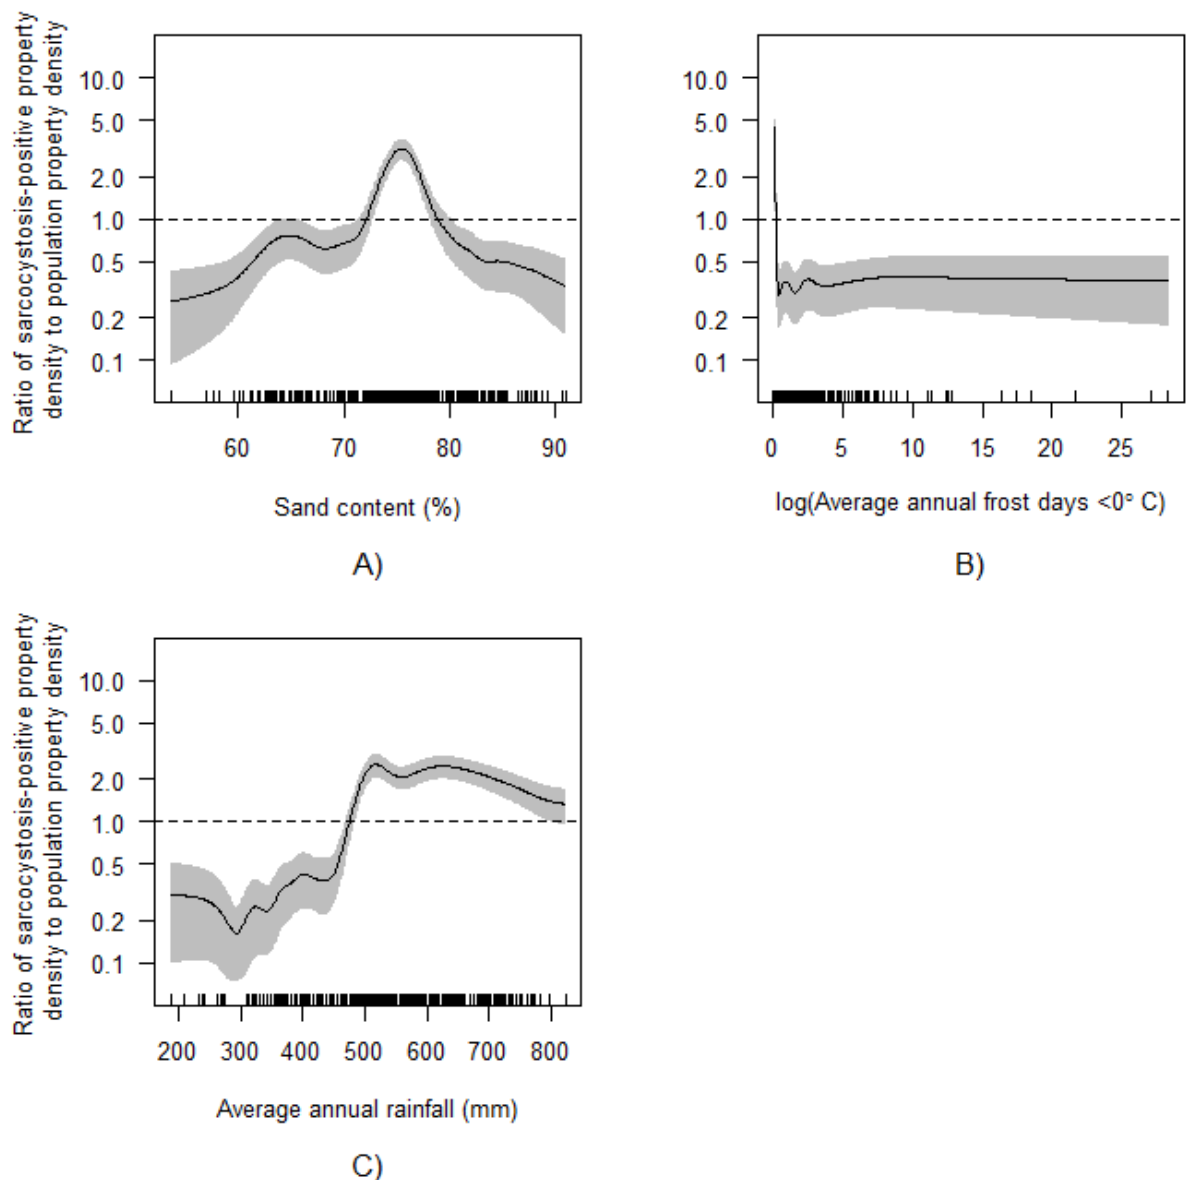 Ratio of sarcocystosis-positive property
density to population property density
10.0
5.0
2.0
1.0
0.5
0.2
0.1
60 70 80 90
Sand content (%)
A)
10.0
5.0
2.0
1.0
0.5
0.2
0.1
0 5 10 15 20 25
log(Average annual frost days <0° C)
B)
Ratio of sarcocystosis-positive property
density to population property density
10.0
5.0
2.0
1.0
0.5
0.2
0.1
200 300 400 500 600 700 800
Average annual rainfall (mm)
C)